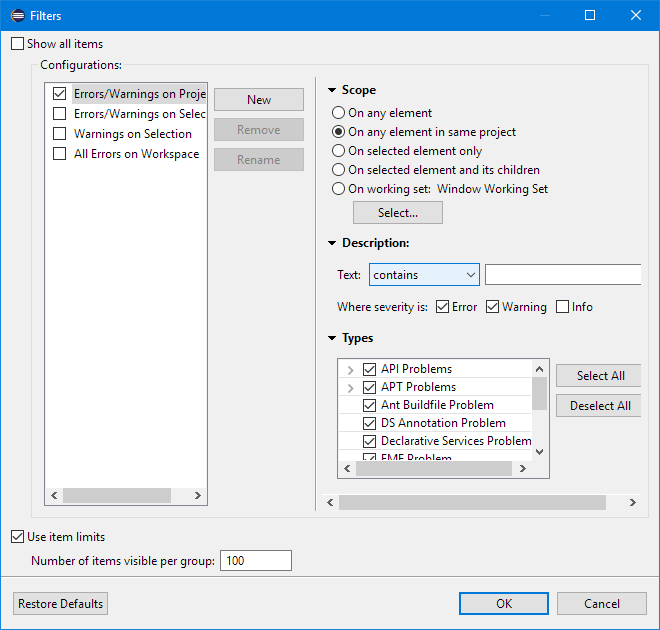 Filters
Show all items
Configurations:
Errors/Warnings on Proje
Errors/Warnings on Selec
Warnings on Selection
All Errors on Workspace
New
Remove
Rename
Scope
On any element
On any element in same project
On selected element only
On selected element and its children
On working set: Window Working Set
Select...
Description:
Text: contains
Where severity is: Error Warning Info
Types
API Problems
APT Problems
Ant Buildfile Problem
DS Annotation Problem
Declarative Services Problem
EMF Problem
Select All
Deselect All
Use item limits
Number of items visible per group: 100
Restore Defaults
OK
Cancel